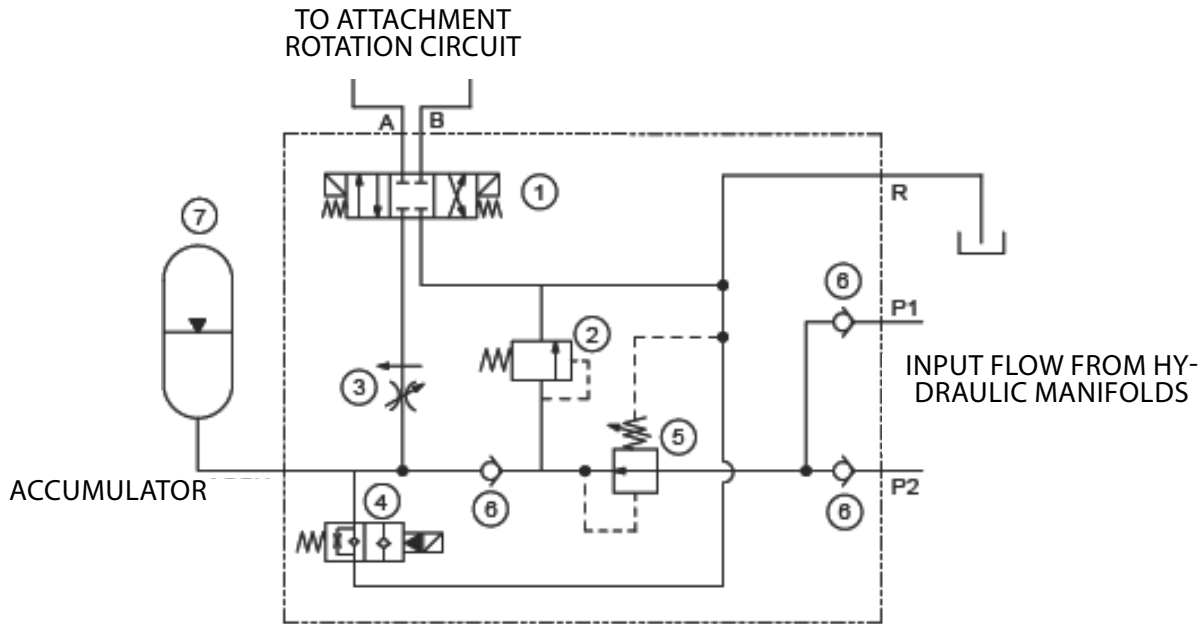 TO ATTACHMENT
ROTATION CIRCUIT
A
B
1
R
7
6
P1
2
INPUT FLOW FROM HY-
DRAULIC MANIFOLDS
3
5
ACCUMULATOR
4
6
6
P2